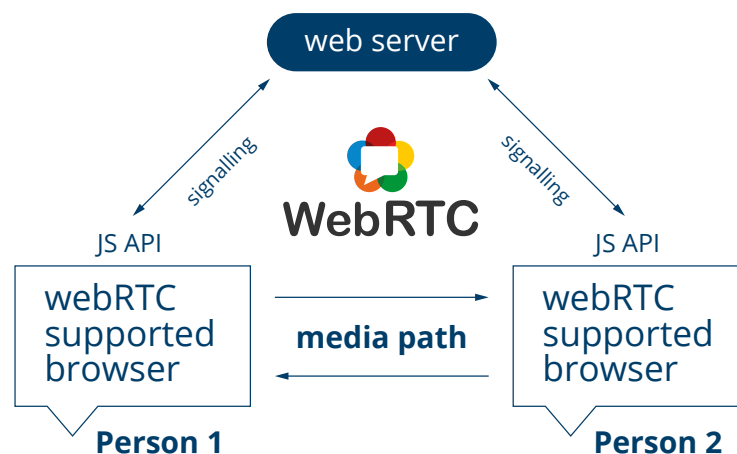 web server
signalling
signalling
WebRTC
JS API
JS API
webRTC
supported
browser
media path
webRTC
supported
browser
Person 1
Person 2